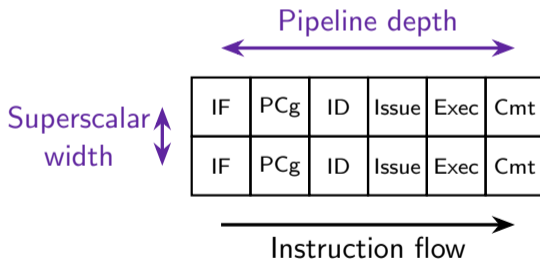 Pipeline depth
Superscalar
width
IF PCg ID Issue Exec Cmt
IF PCg ID Issue Exec Cmt
Instruction flow